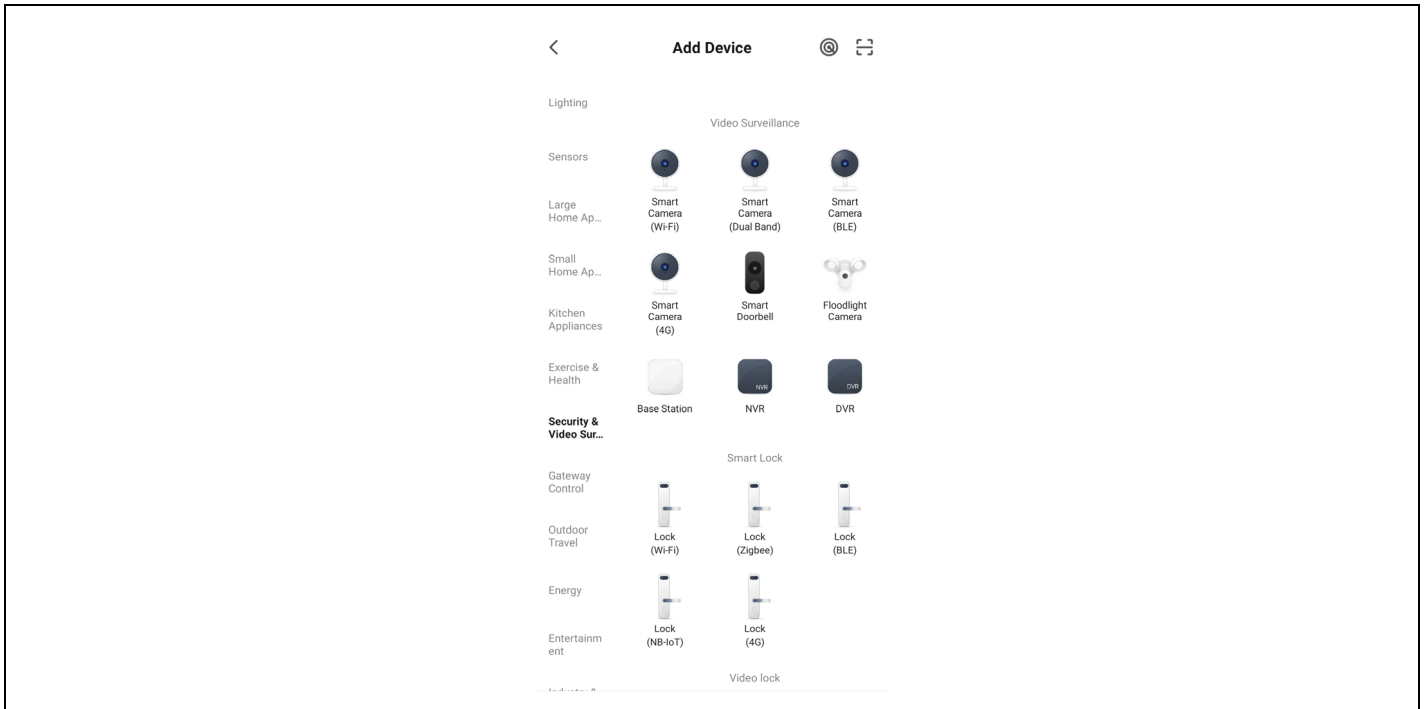 Add Device
Lighting
Sensors
Large
Home Ap...
Small
Home Ap...
Kitchen
Appliances
Exercise &
Health
Security &
Video Sur...
Gateway
Control
Outdoor
Travel
Energy
Entertainm
ent
Video Surveillance
Smart
Camera
(Wi-Fi)
Smart
Camera
(Dual Band)
Smart
Camera
(BLE)
Smart
Camera
(4G)
Smart
Doorbell
Floodlight
Camera
Base Station
NVR
NVR
DVR
DVR
Smart Lock
Lock
(Wi-Fi)
Lock
(Zigbee)
Lock
(BLE)
Lock
(NB-IoT)
Lock
(4G)
Video lock